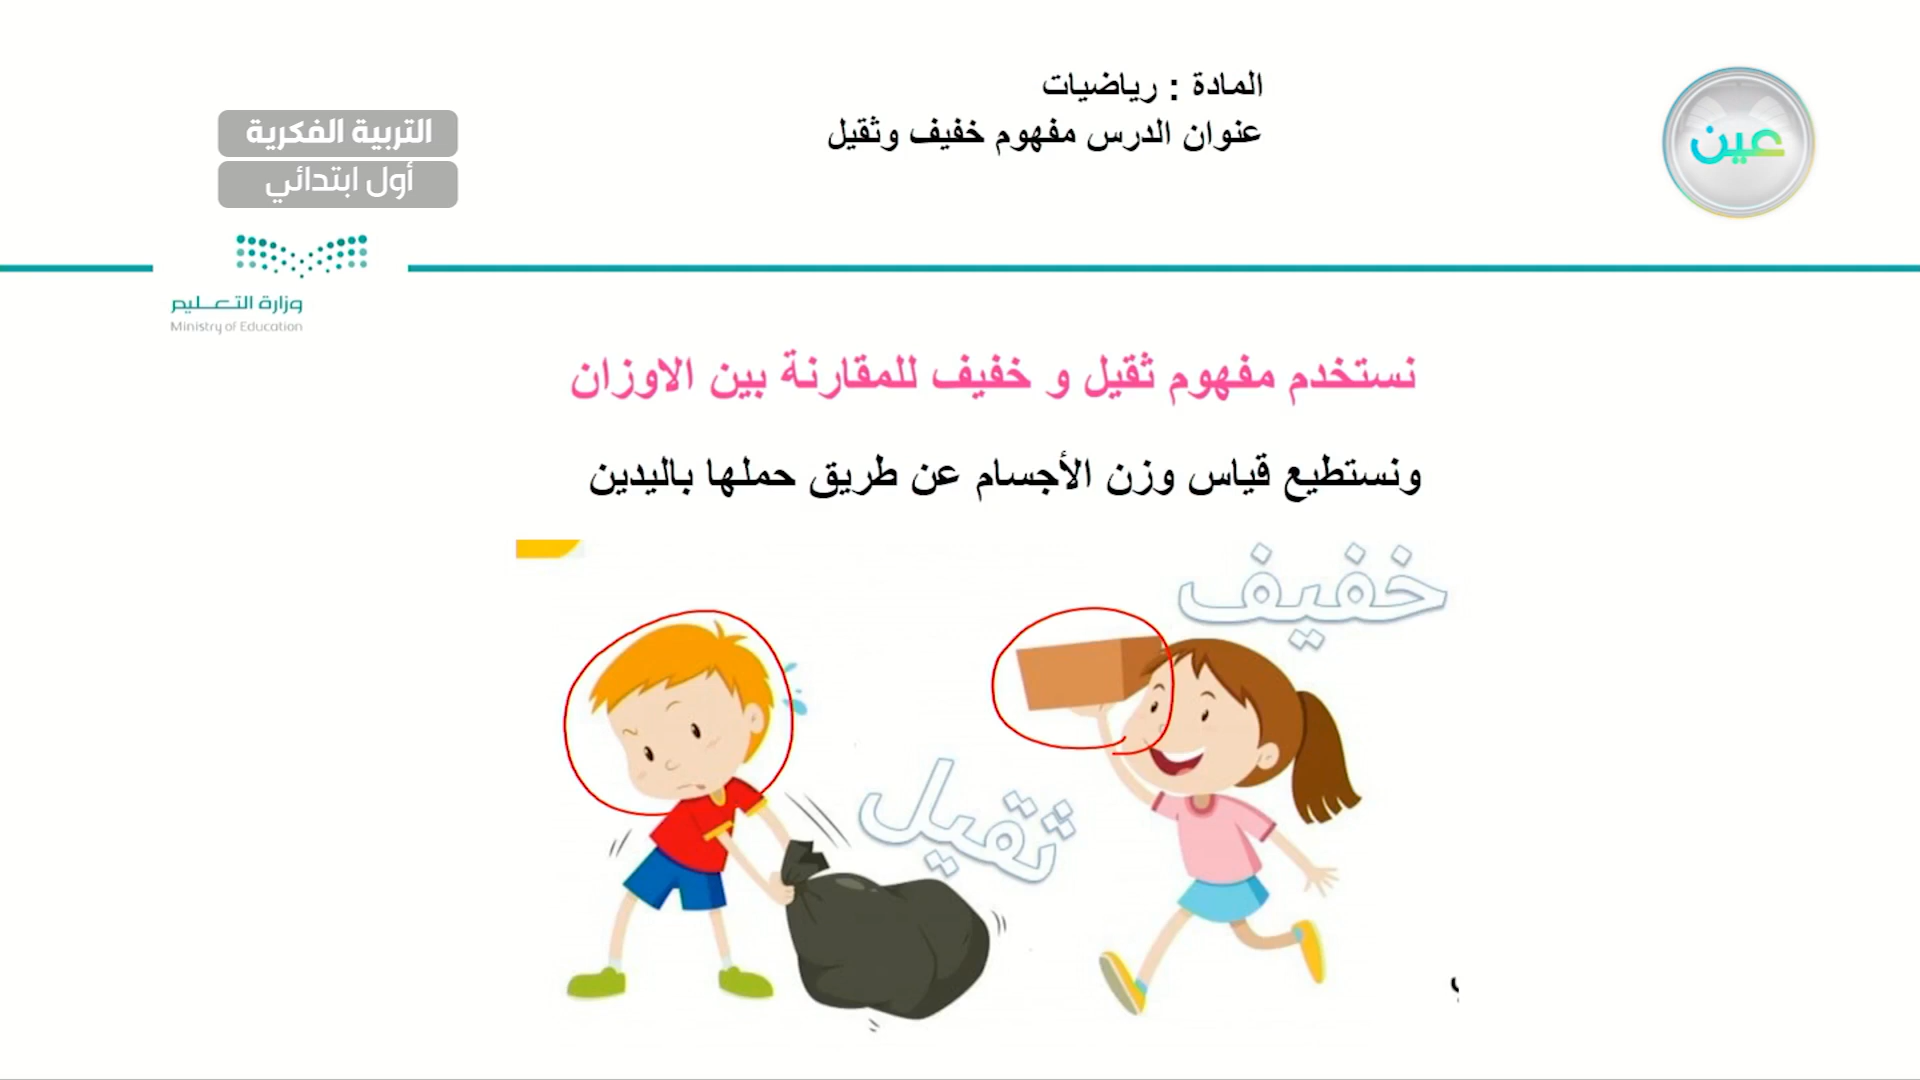 المادة : رياضيات
عنوان الدرس مفهوم خفيف وثقيل
عين
التربية الفكرية
أول ابتدائي
وزارة التعليم
Ministry of Education
نستخدم مفهوم ثقيل و خفيف للمقارنة بين الاوزان
ونستطيع قياس وزن الأجسام عن طريق حملها باليدين
خفيف
ثقيل